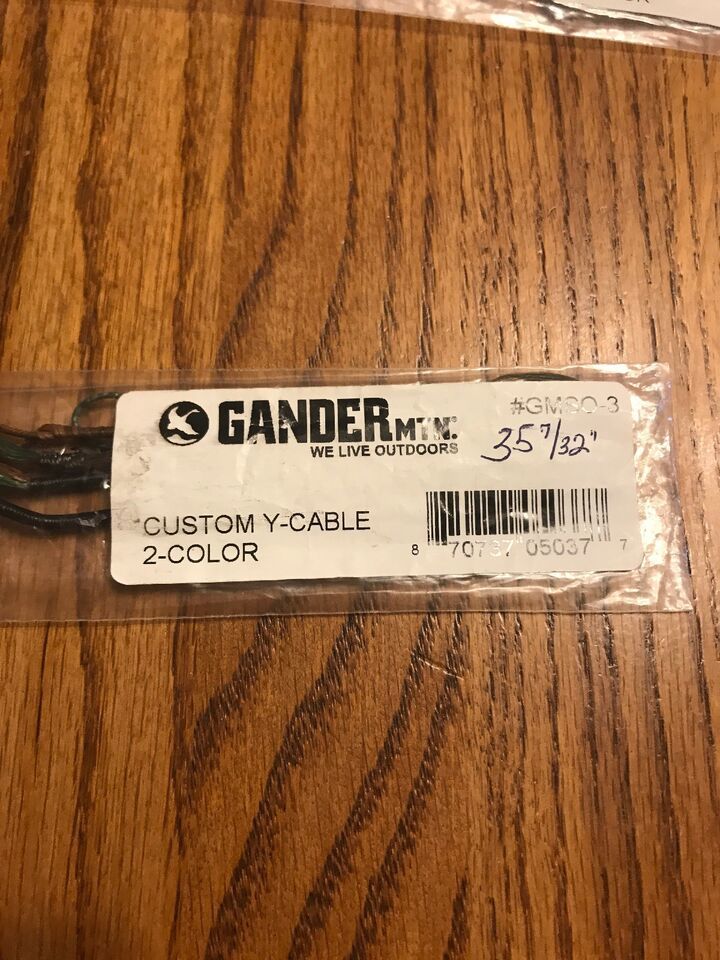 GANDER MTN.®
#GMSO-3
WE LIVE OUTDOORS
35 7/32"
CUSTOM Y-CABLE
2-COLOR
8 70737 05037 7